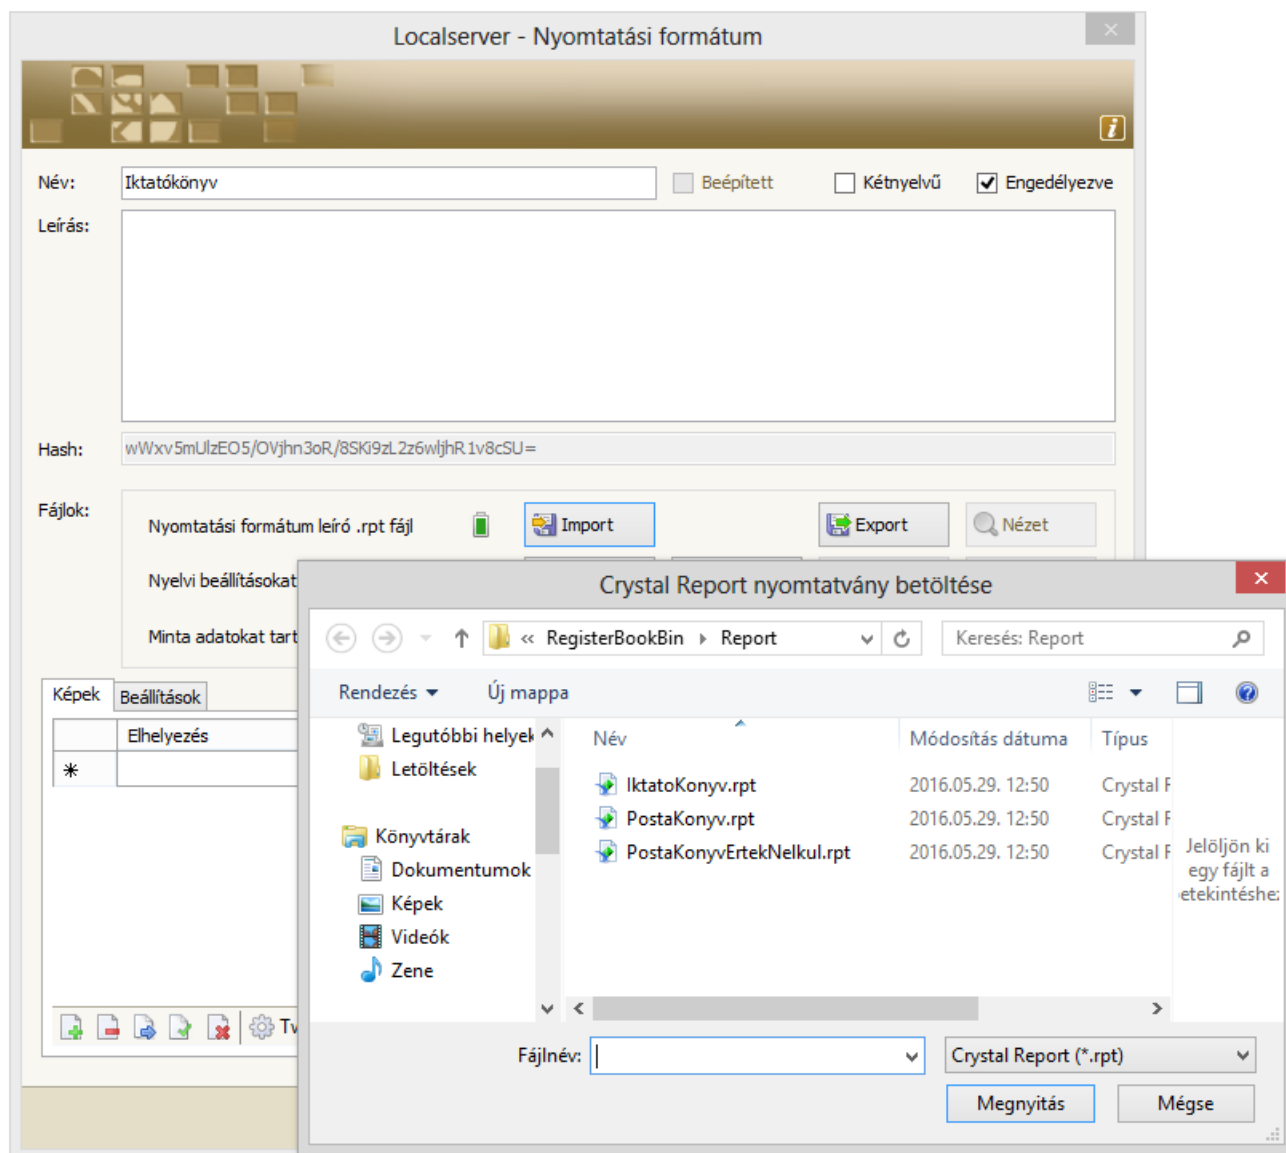 Localserver - Nyomtatási formátum
Név:
Iktatókönyv
Beépített
Kétnyelvű
Engedélyezve
Leírás:
Hash:
Fájlok:
Nyomtatási formátum leíró .rpt fájl
Import
Export
Nézet
Nyelvi beállításokat
Minta adatokat tart
Képek
Beállítások
Elhelyezés
Crystal Report nyomtatvány betöltése
« RegisterBookBin Report
Keresés: Report
Rendezés
Új mappa
Legutóbbi helyek
Letöltések
Könyvtárak
Dokumentumok
Képek
Videók
Zene
Név Módosítás dátuma Típus
IktatoKonyv.rpt 2016.05.29. 12:50 Crystal
PostaKonyv.rpt 2016.05.29. 12:50 Crystal
PostaKonyvErtekNelkul.rpt 2016.05.29. 12:50 Crystal
Jelöljön ki
egy fájlt a
etekintéshez
Fájlnév:
Crystal Report (*.rpt)
Megnyitás
Mégse